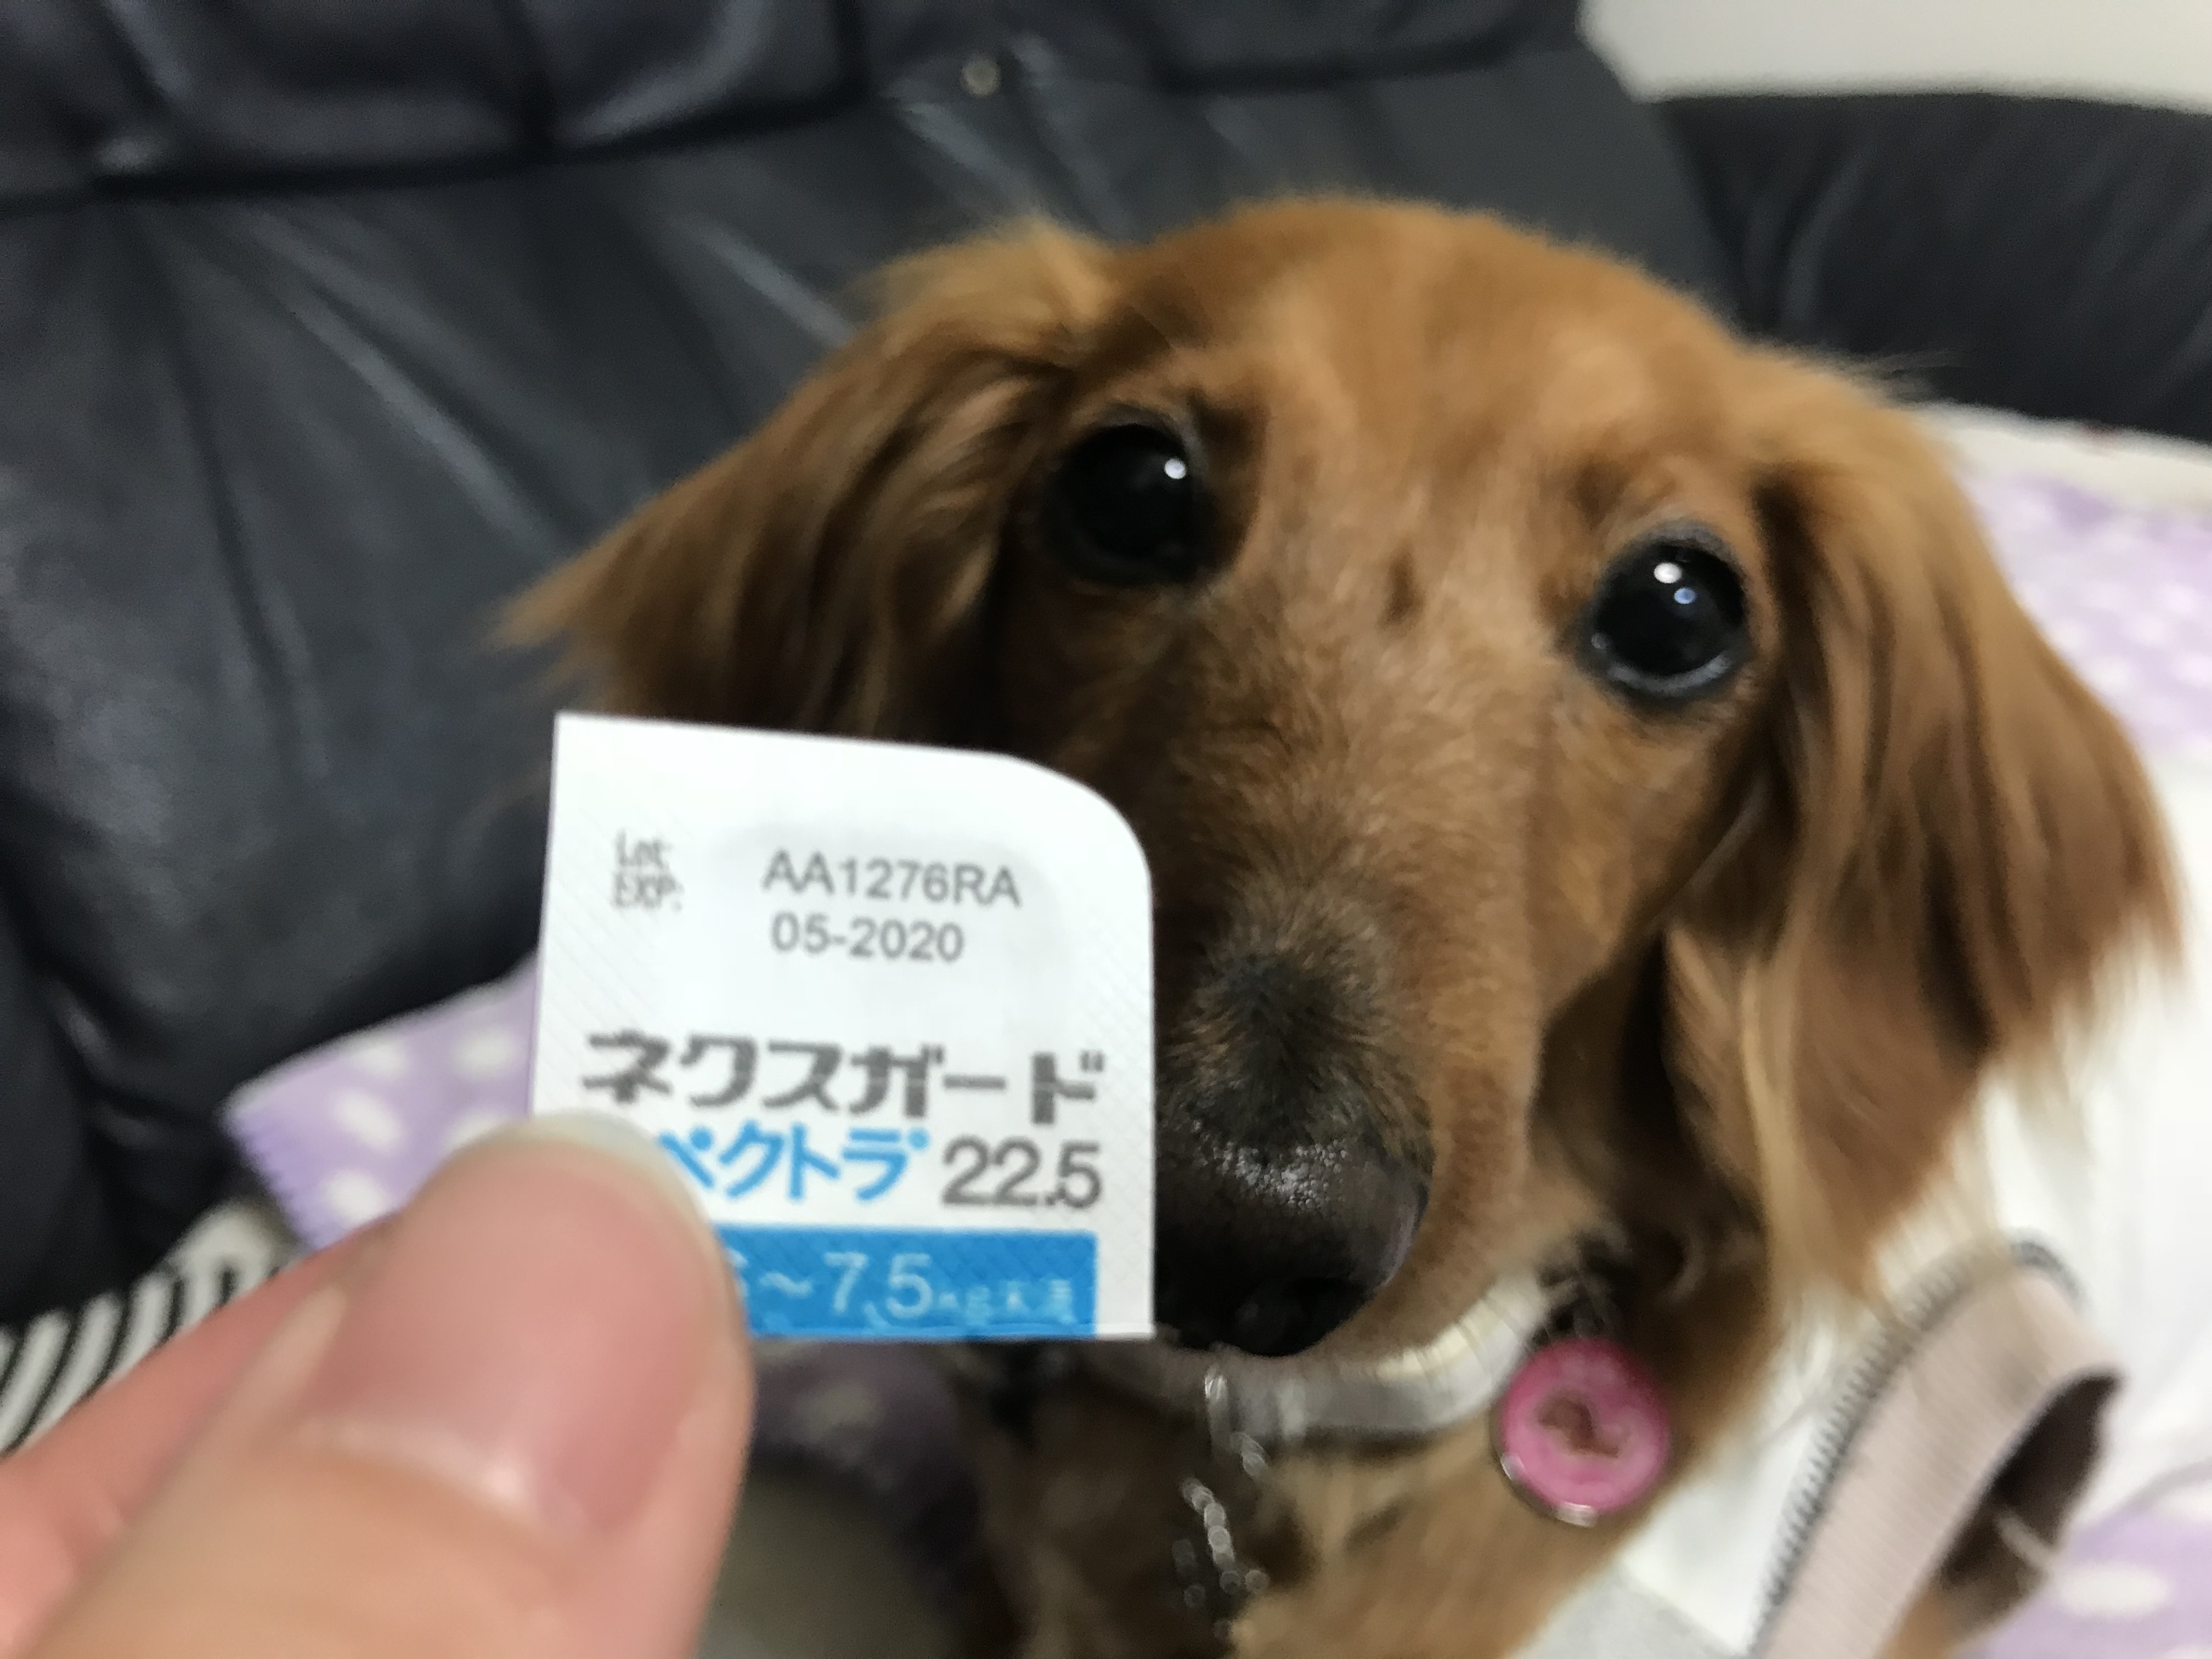 Lot: AA1276RA
EXP: 05-2020
ネクスガード
ペクトラ 22.5
~7.5kg未満